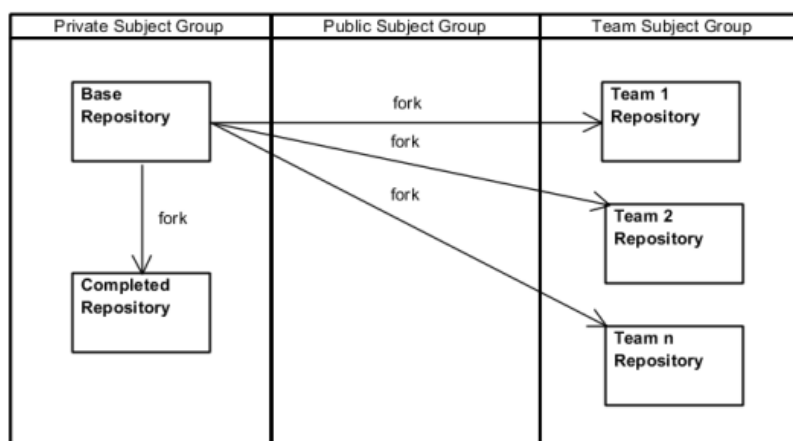 Private Subject Group
Public Subject Group
Team Subject Group
Base
Repository
fork
Team 1
Repository
fork
fork
fork
Team 2
Repository
Completed
Repository
Team n
Repository